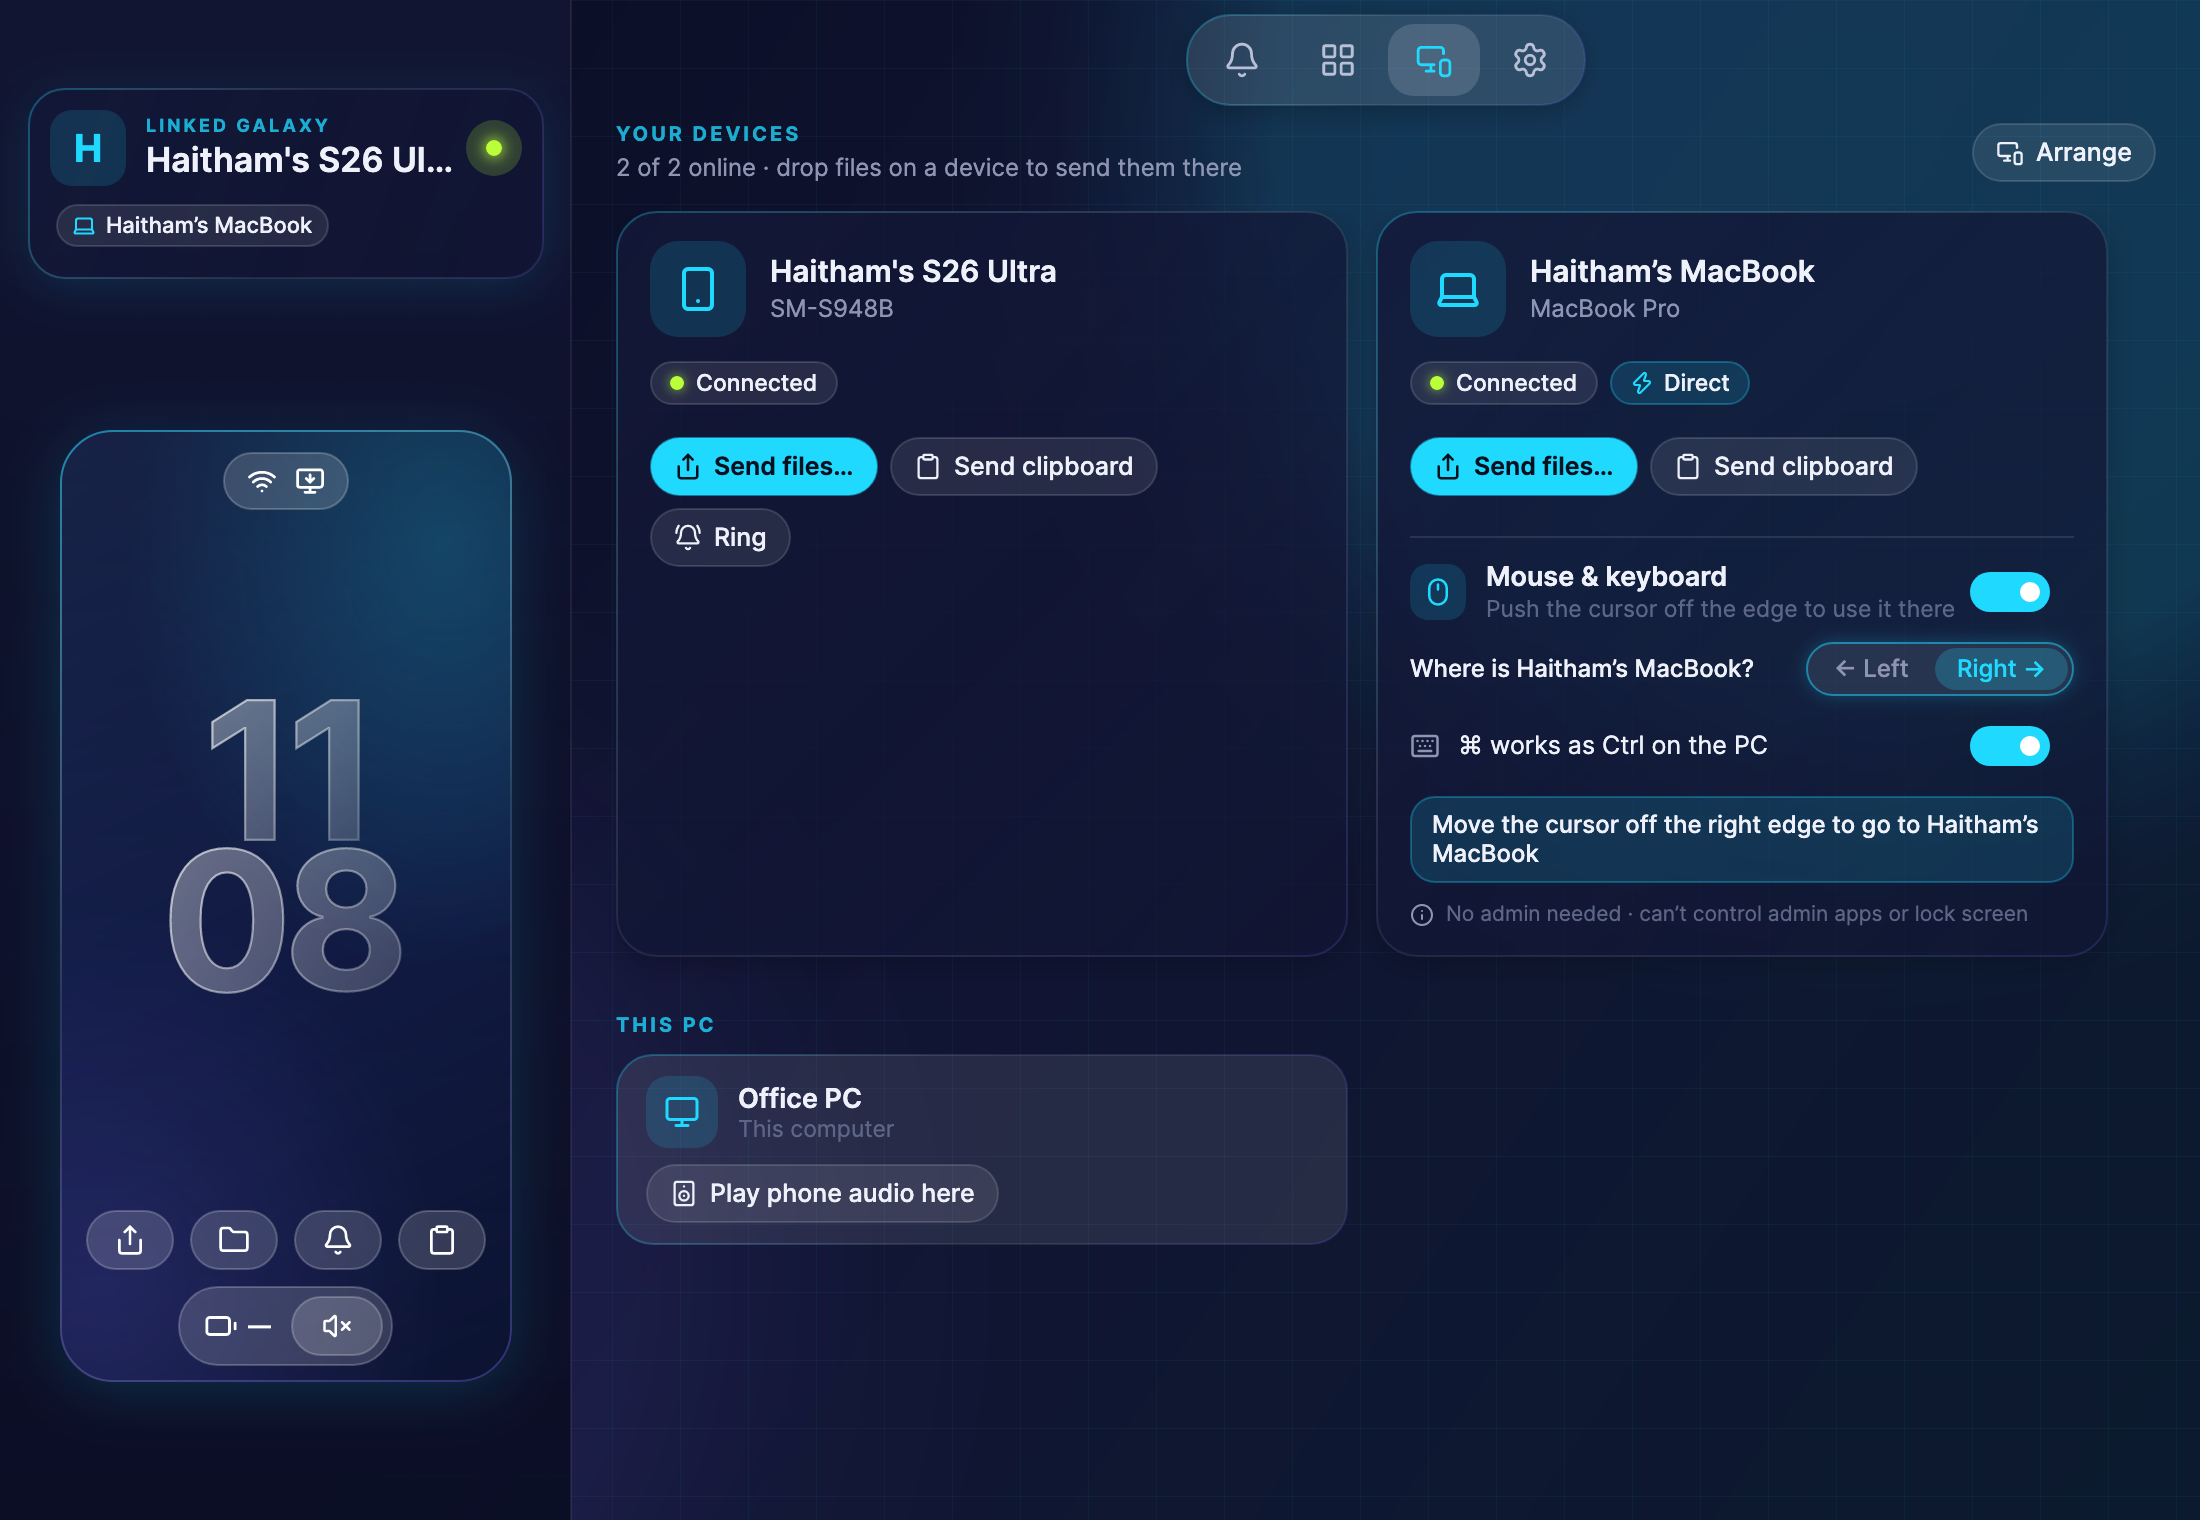 H
LINKED GALAXY
Haitham's S26 Ul...
Haitham’s MacBook
11
08
YOUR DEVICES
2 of 2 online · drop files on a device to send them there
Arrange
Haitham's S26 Ultra
SM-S948B
Connected
Send files...
Send clipboard
Ring
Haitham’s MacBook
MacBook Pro
Connected
Direct
Send files...
Send clipboard
Mouse & keyboard
Push the cursor off the edge to use it there
Where is Haitham’s MacBook?
← Left
Right →
⌘ works as Ctrl on the PC
Move the cursor off the right edge to go to Haitham’s
MacBook
No admin needed · can’t control admin apps or lock screen
THIS PC
Office PC
This computer
Play phone audio here